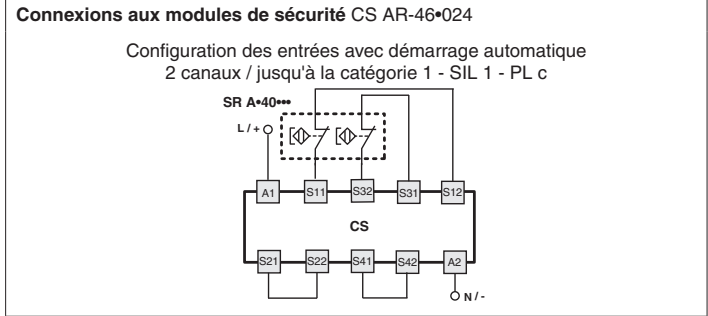 Connexions aux modules de sécurité CS AR-46•024
Configuration des entrées avec démarrage automatique
2 canaux / jusqu'à la catégorie 1 - SIL 1 - PL c
SR A•40•••
L / +
A1 S11 S32 S31 S12
CS
S21 S22 S41 S42 A2
N / -